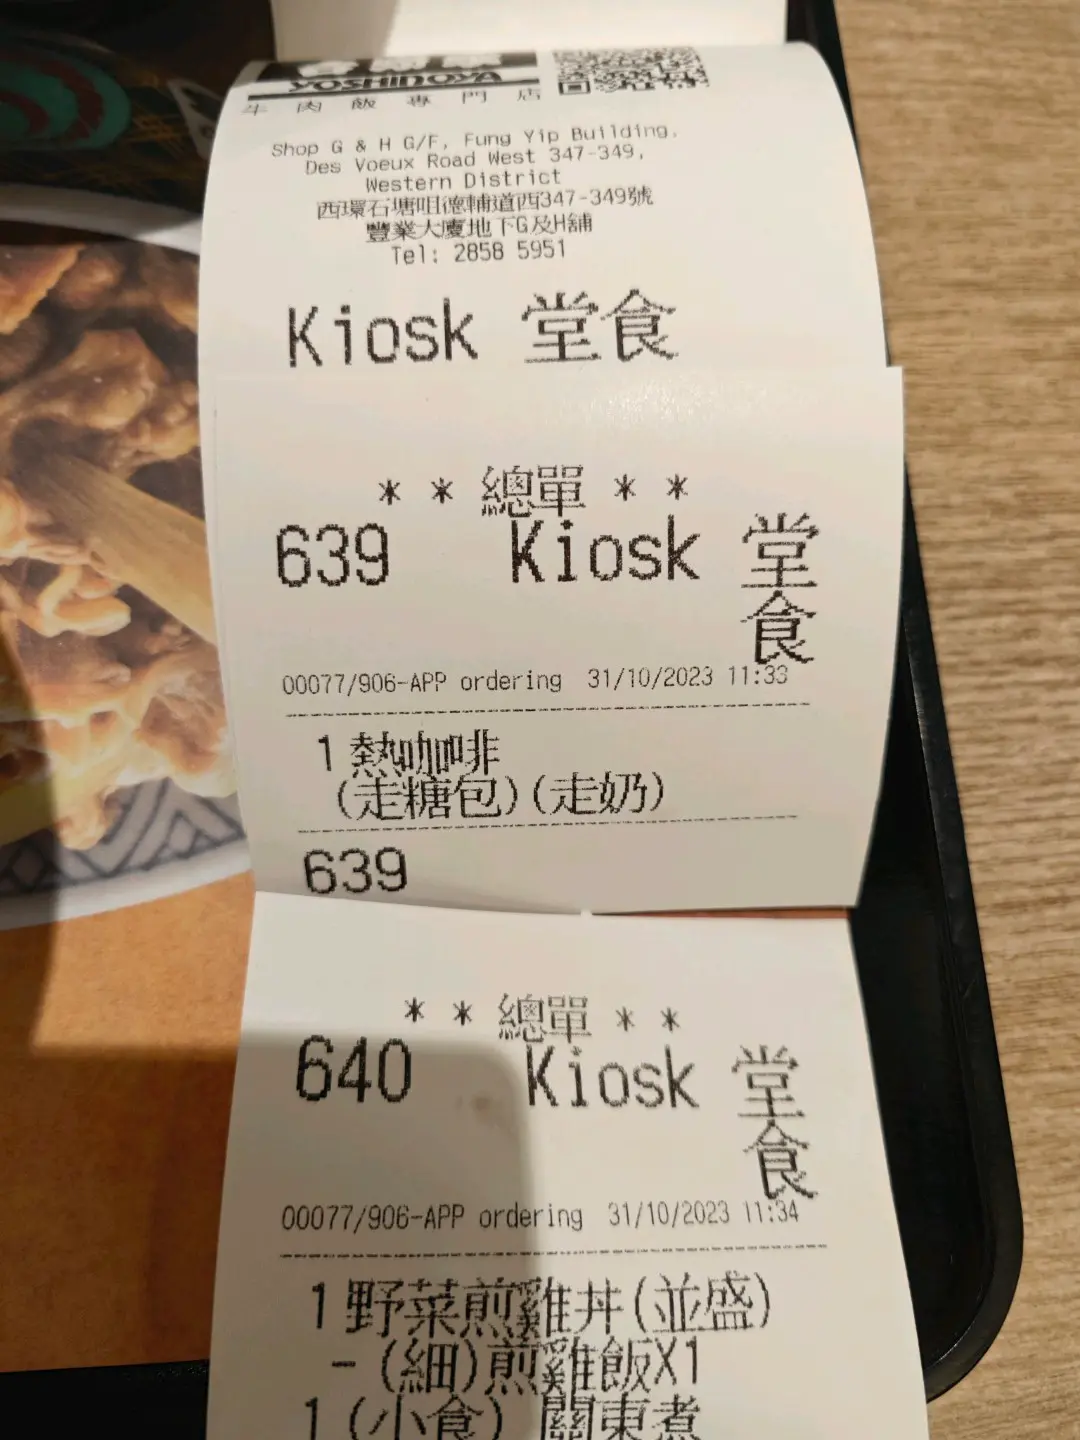 YOSHINOYA
牛肉飯專門店
Shop G & H G/F, Fung Yip Building,
Des Voeux Road West 347-349,
Western District
西環石塘咀德輔道西347-349號
豐業大廈地下G及H舖
Tel: 2858 5951
Kiosk 堂食
** 總單 **
639 Kiosk 堂
食
00077/906-APP ordering 31/10/2023 11:33
1 熱咖啡
(走糖包)(走奶)
639
** 總單 **
640 Kiosk 堂
食
00077/906-APP ordering 31/10/2023 11:34
1 野菜煎雞丼(並盛)
- (細)煎雞飯X1
1 (小食) 關東煮